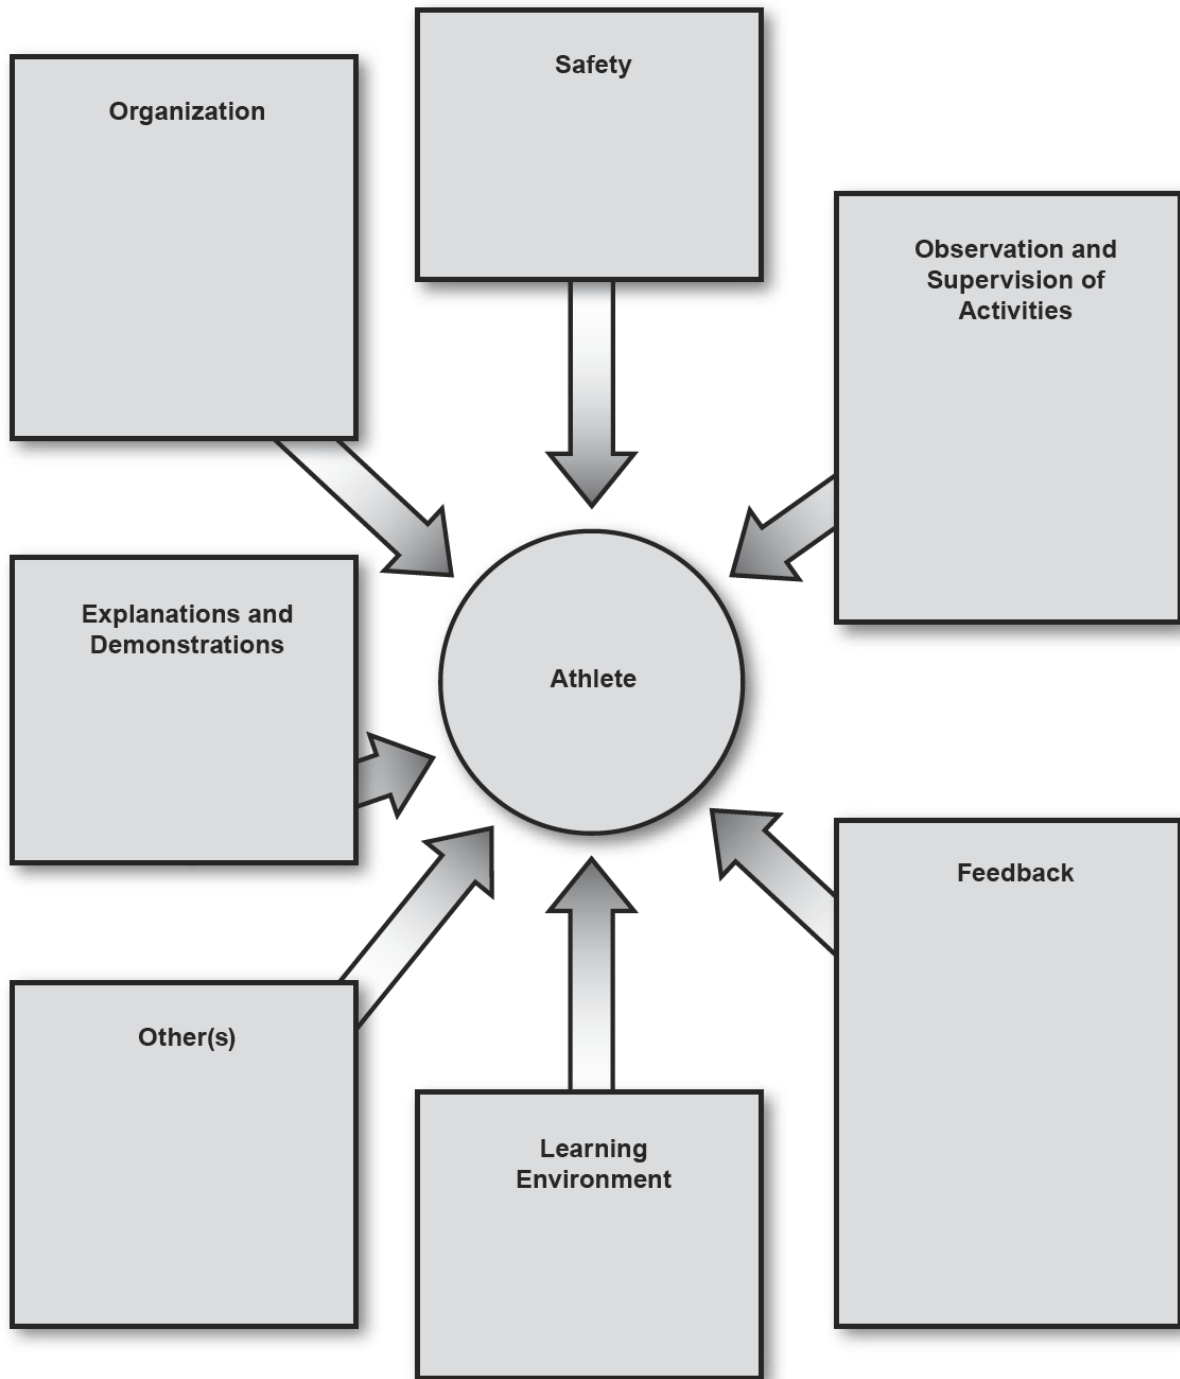 Safety
Organization
Observation and
Supervision of
Activities
Explanations and
Demonstrations
Athlete
Feedback
Other(s)
Learning
Environment